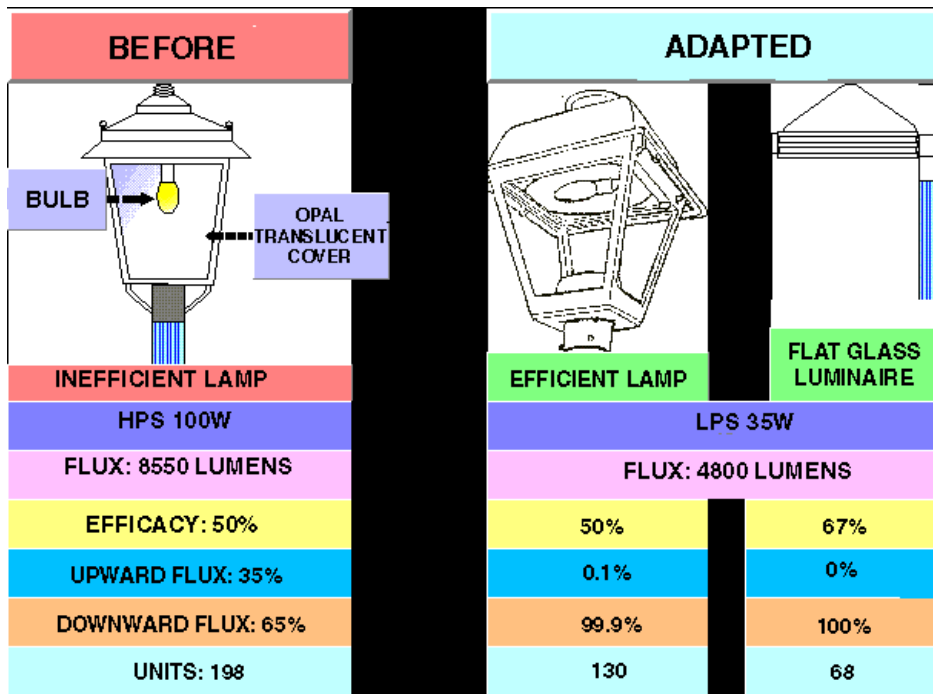 BEFORE
ADAPTED
BULB
OPAL
TRANSLUCENT
COVER
INEFFICIENT LAMP
EFFICIENT LAMP
FLAT GLASS
LUMINAIRE
HPS 100W
LPS 35W
FLUX: 8550 LUMENS
FLUX: 4800 LUMENS
EFFICACY: 50%
50%
67%
UPWARD FLUX: 35%
0.1%
0%
DOWNWARD FLUX: 65%
99.9%
100%
UNITS: 198
130
68